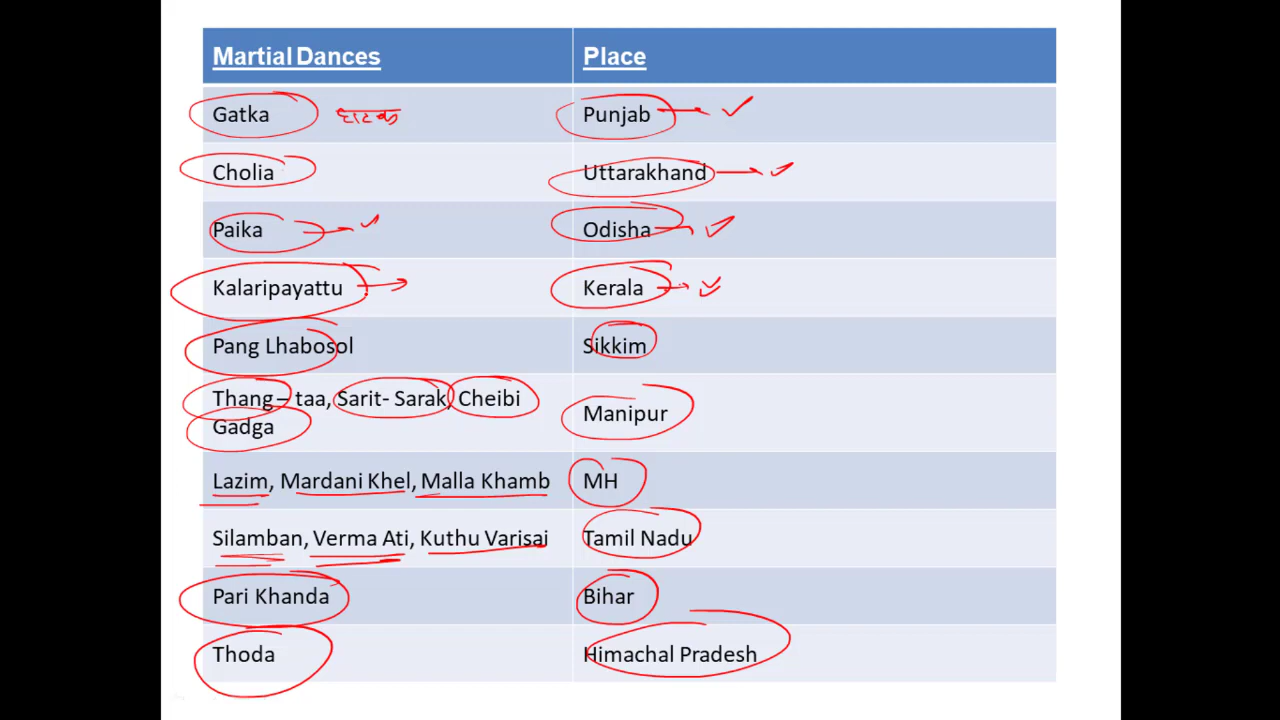 Martial Dances Place
Gatka घातक Punjab
Cholia Uttarakhand
Paika Odisha
Kalaripayattu Kerala
Pang Lhabosol Sikkim
Thang – taa, Sarit- Sarak, Cheibi
Gadga
Manipur
Lazim, Mardani Khel, Malla Khamb MH
Silamban, Verma Ati, Kuthu Varisai Tamil Nadu
Pari Khanda Bihar
Thoda Himachal Pradesh